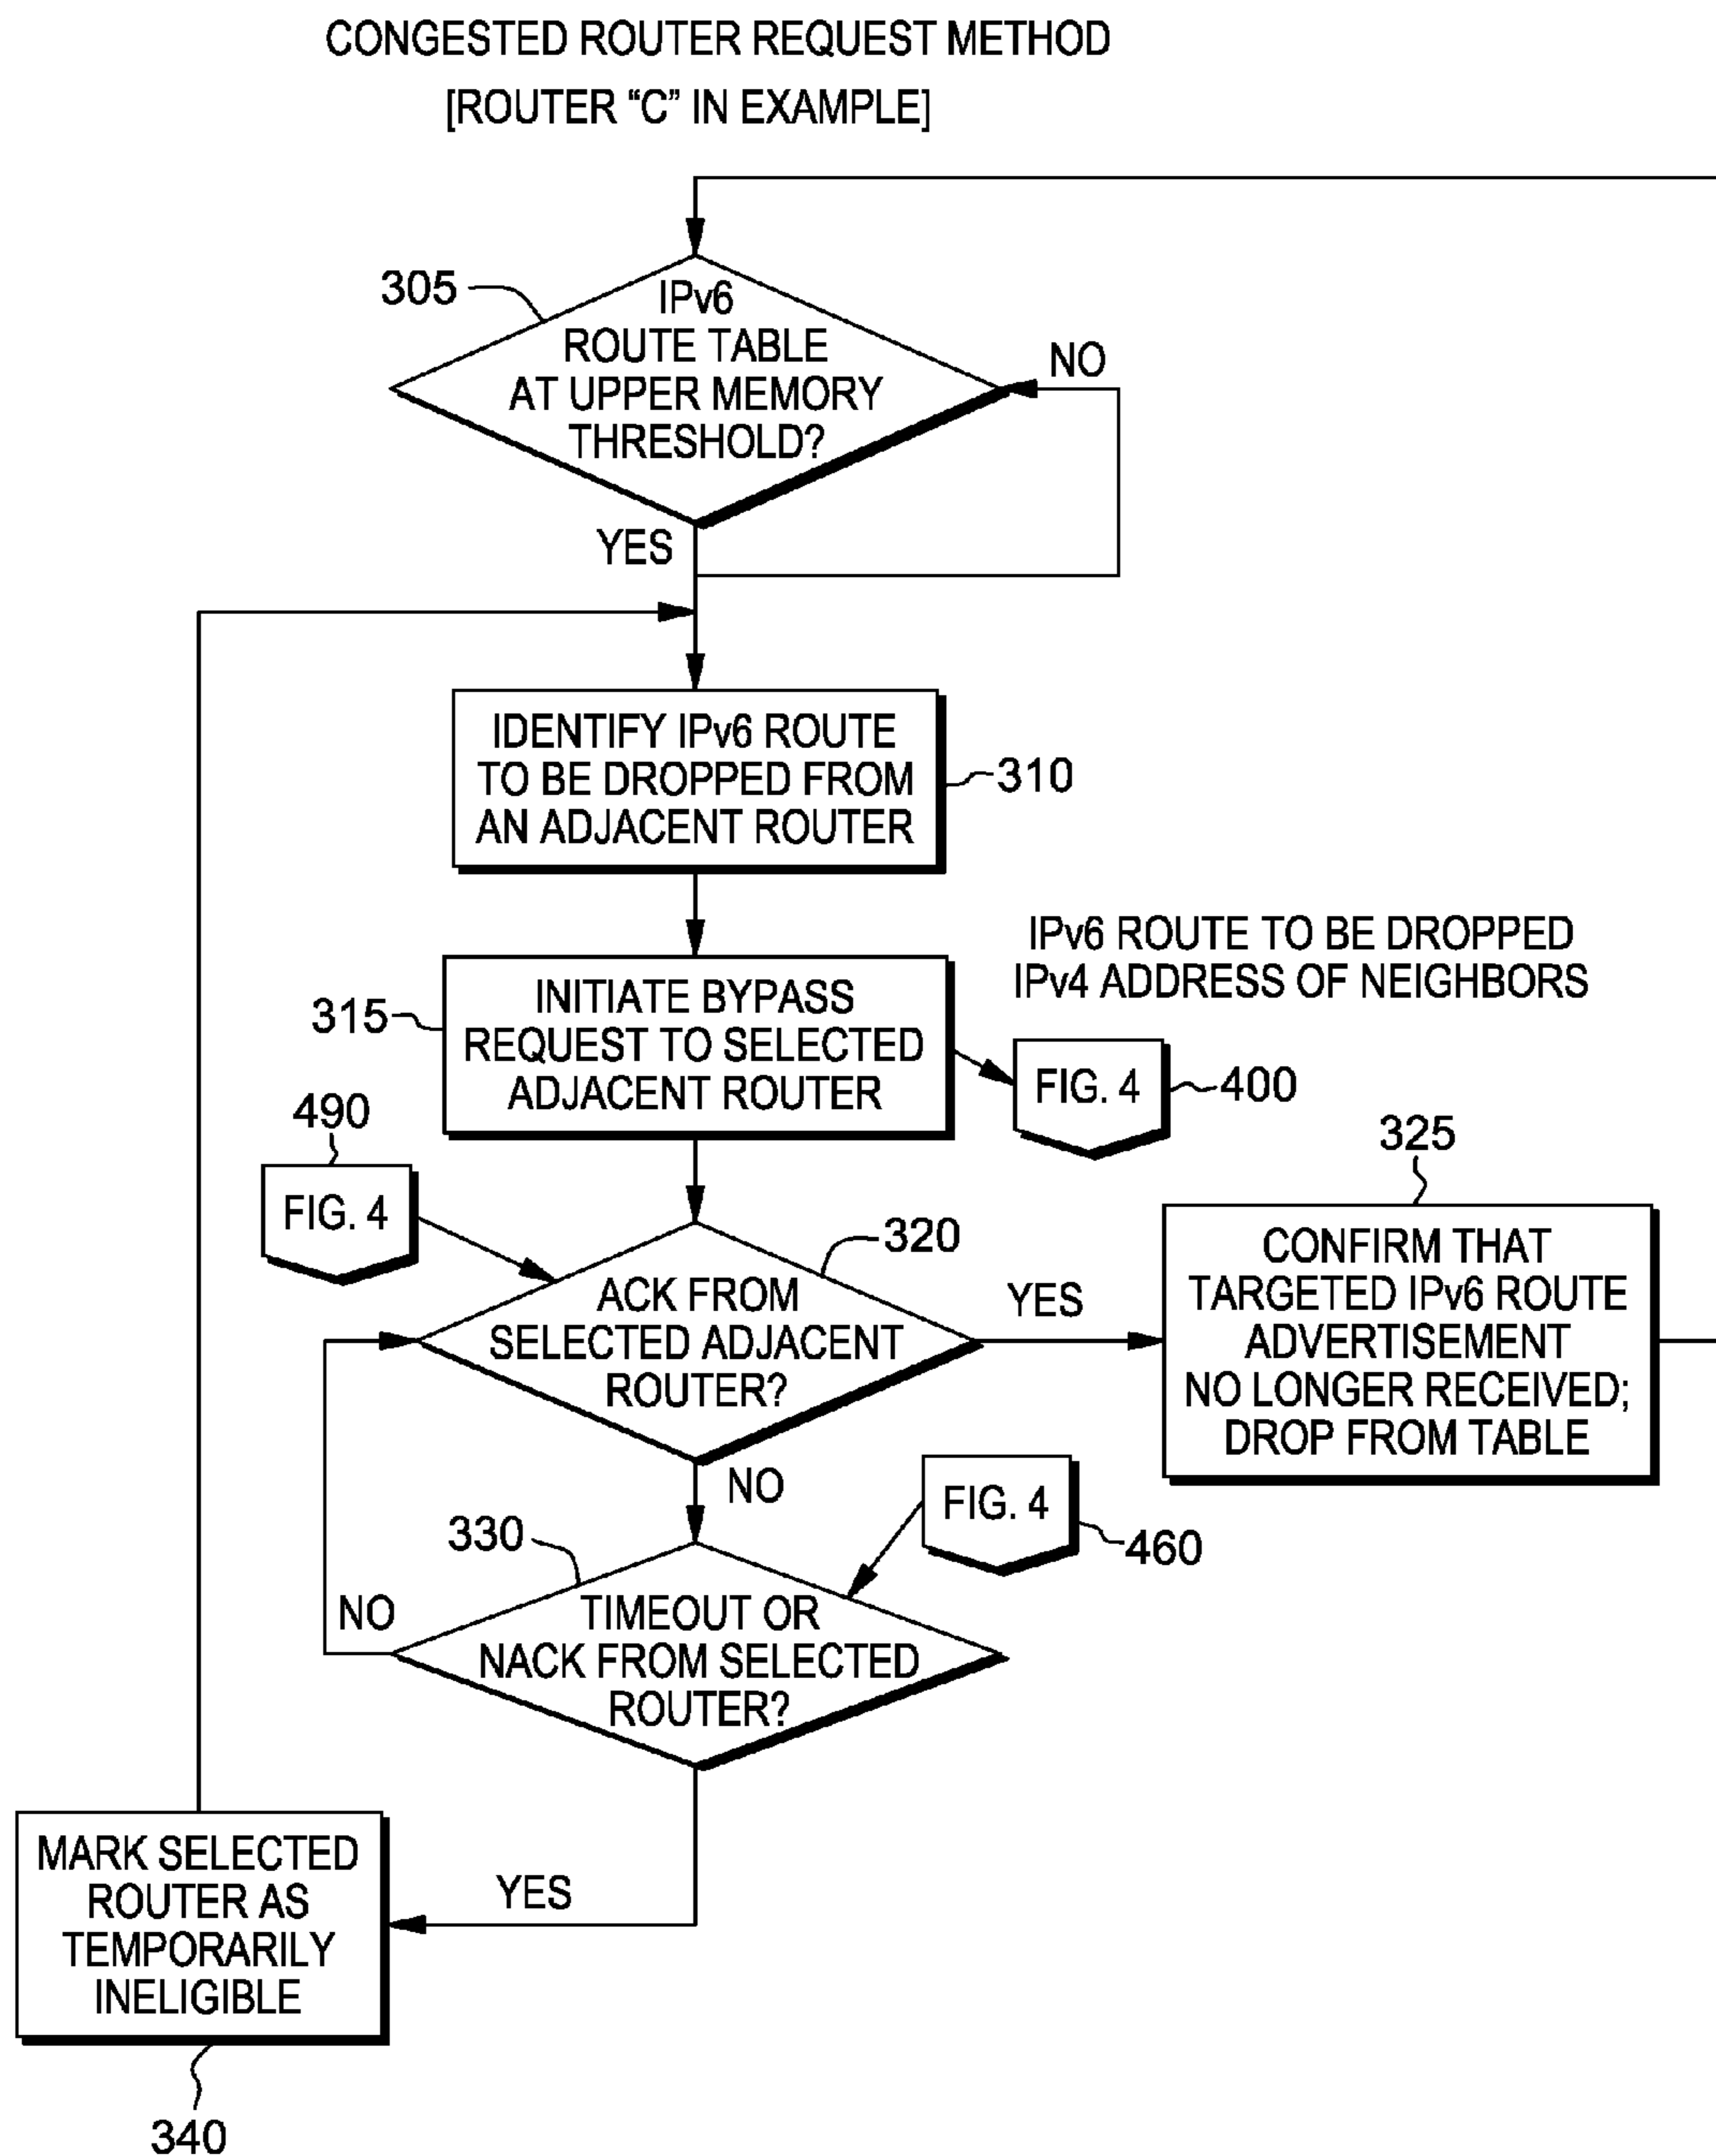 CONGESTED ROUTER REQUEST METHOD
[ROUTER “C” IN EXAMPLE]
305
IPv6
ROUTE TABLE
AT UPPER MEMORY
THRESHOLD?
NO
YES
IDENTIFY IPv6 ROUTE
TO BE DROPPED FROM
AN ADJACENT ROUTER
310
IPv6 ROUTE TO BE DROPPED
IPv4 ADDRESS OF NEIGHBORS
315
INITIATE BYPASS
REQUEST TO SELECTED
ADJACENT ROUTER
FIG. 4
400
490
FIG. 4
320
ACK FROM
SELECTED ADJACENT
ROUTER?
YES
325
CONFIRM THAT
TARGETED IPv6 ROUTE
ADVERTISEMENT
NO LONGER RECEIVED;
DROP FROM TABLE
NO
FIG. 4
460
330
NO
TIMEOUT OR
NACK FROM SELECTED
ROUTER?
YES
MARK SELECTED
ROUTER AS
TEMPORARILY
INELIGIBLE
340